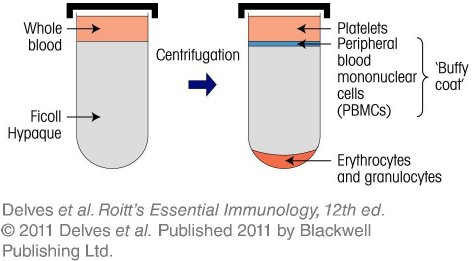 Whole
blood
Ficoll
Hypaque
Centrifugation
Platelets
Peripheral
blood
mononuclear
cells
(PBMCs)
'Buffy
coat'
Erythrocytes
and granulocytes
Delves et al. Roitt's Essential Immunology, 12th ed.
© 2011 Delves et al. Published 2011 by Blackwell
Publishing Ltd.